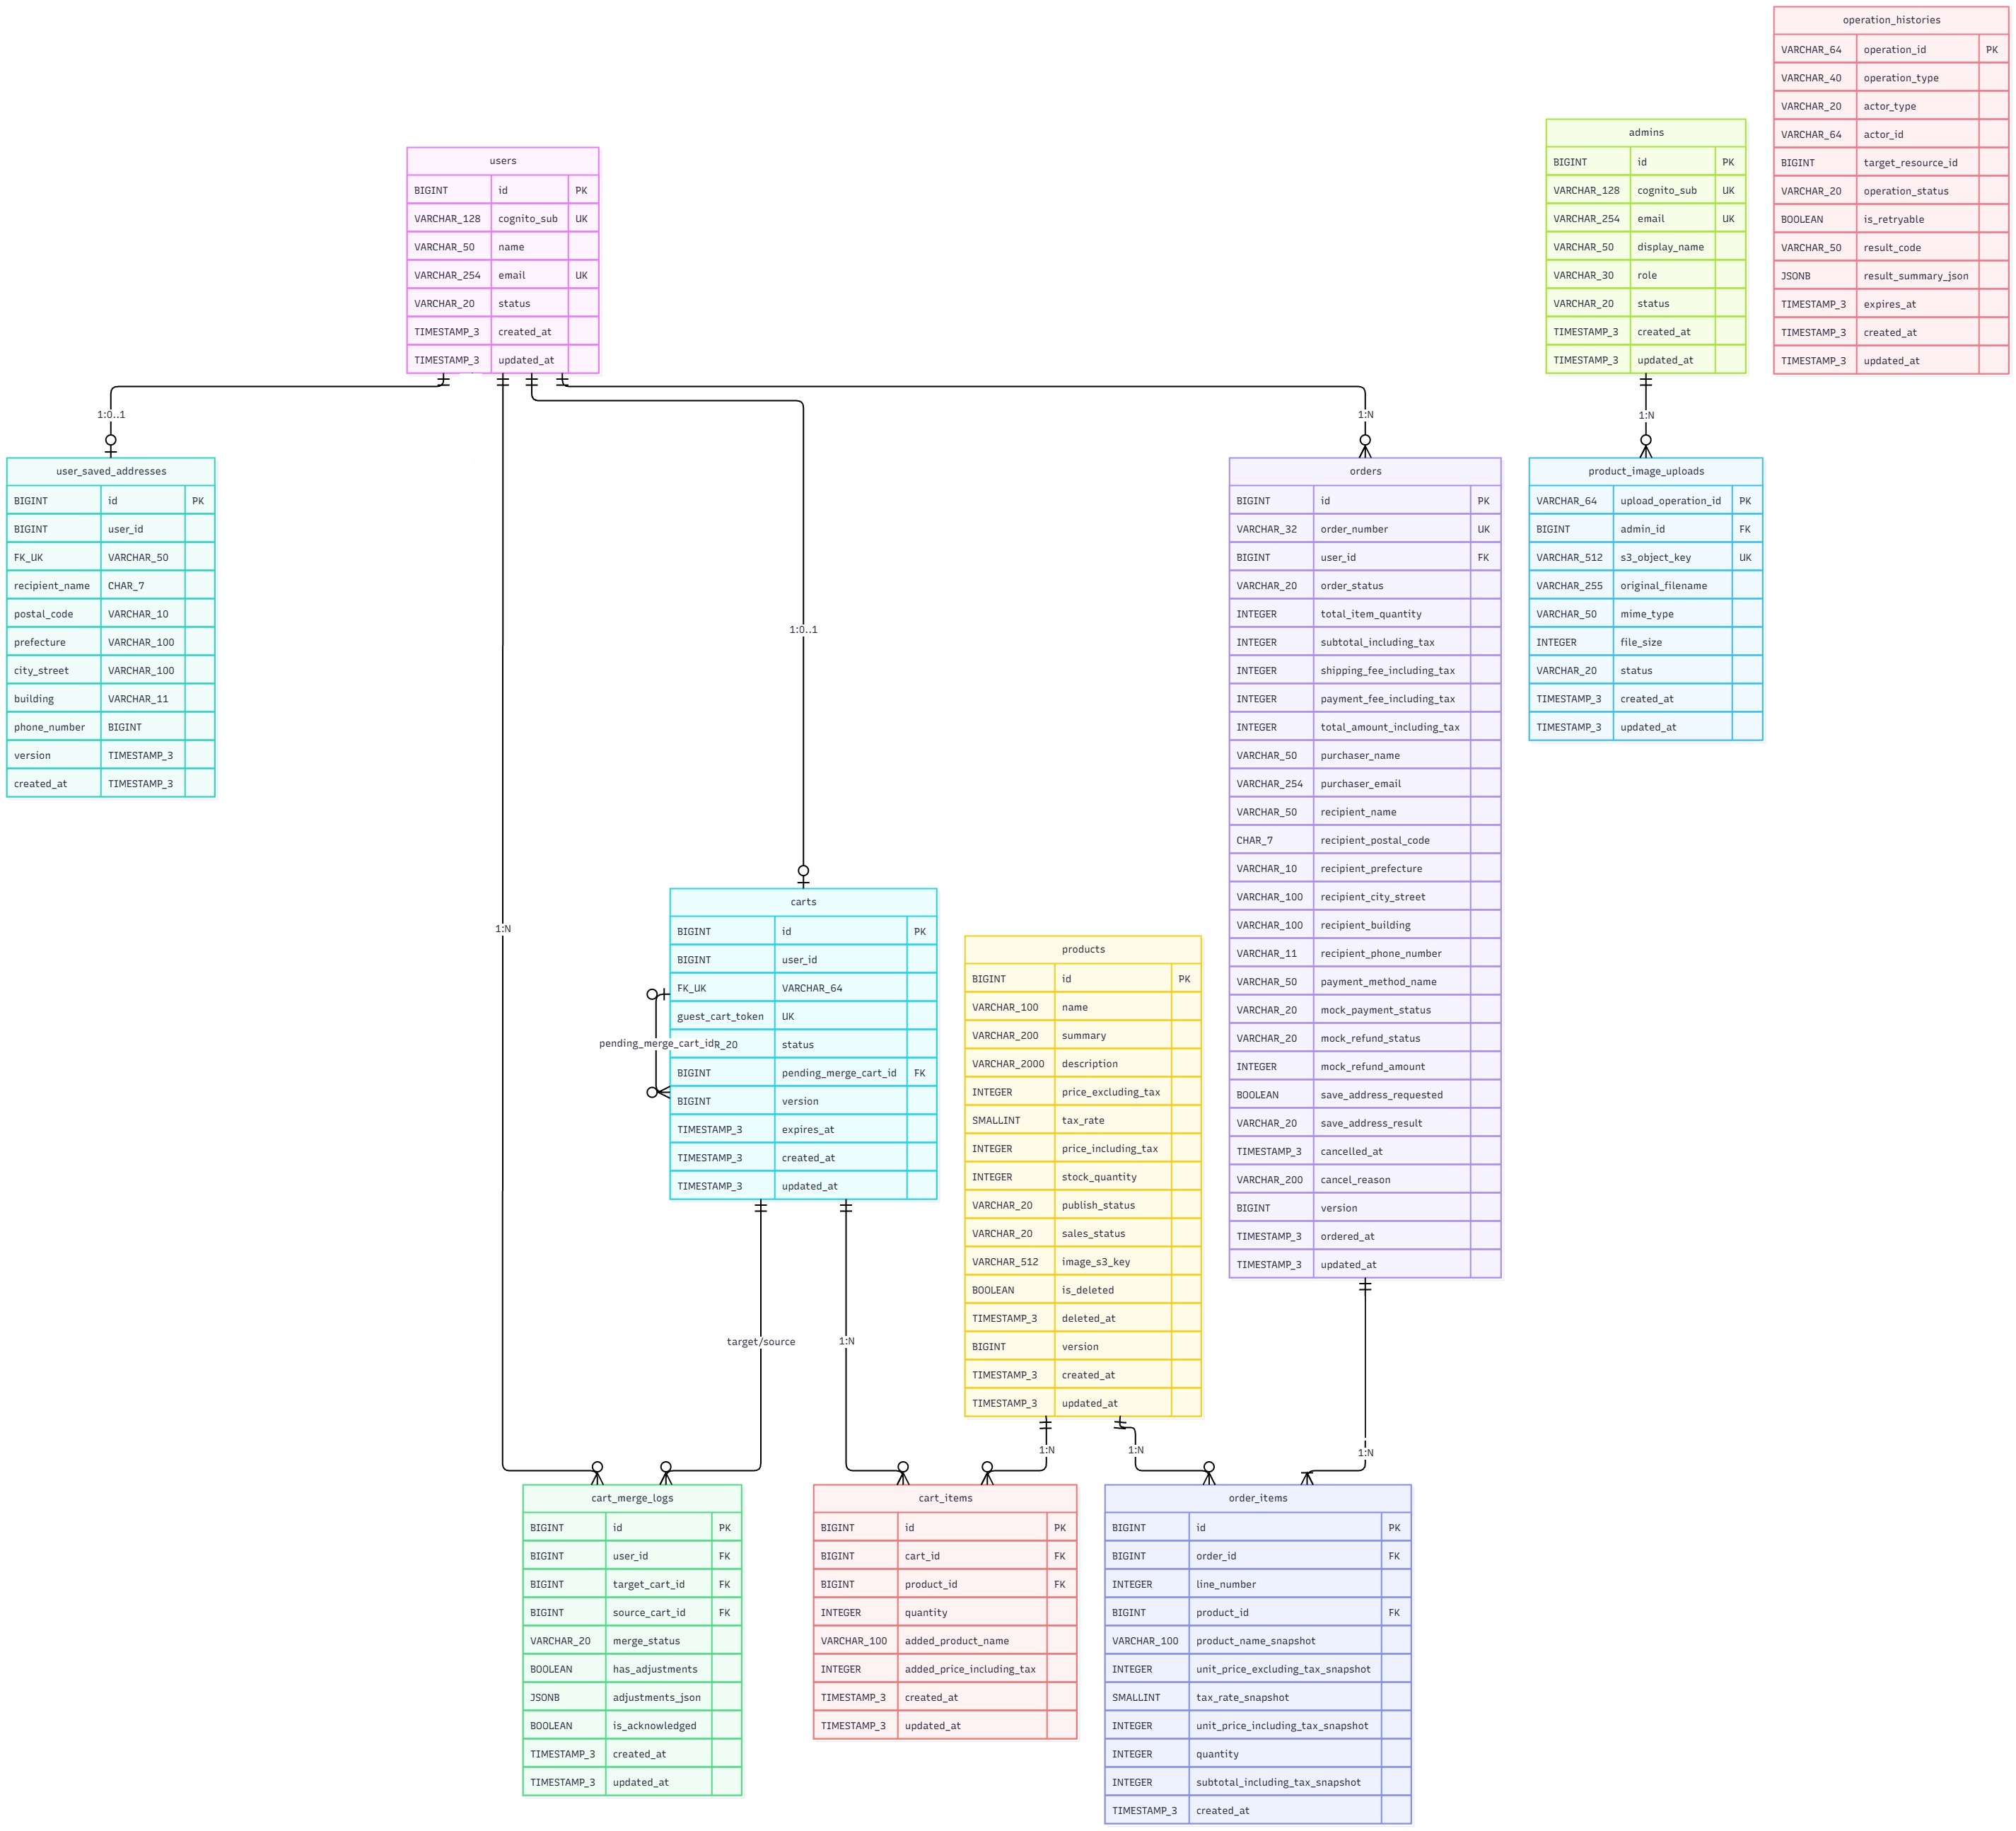 operation_histories
VARCHAR_64 operation_id PK
VARCHAR_40 operation_type
VARCHAR_20 actor_type
VARCHAR_64 actor_id
BIGINT target_resource_id
VARCHAR_20 operation_status
BOOLEAN is_retryable
VARCHAR_50 result_code
JSONB result_summary_json
TIMESTAMP_3 expires_at
TIMESTAMP_3 created_at
TIMESTAMP_3 updated_at
admins
BIGINT id PK
VARCHAR_128 cognito_sub UK
VARCHAR_254 email UK
VARCHAR_50 display_name
VARCHAR_30 role
VARCHAR_20 status
TIMESTAMP_3 created_at
TIMESTAMP_3 updated_at
users
BIGINT id PK
VARCHAR_128 cognito_sub UK
VARCHAR_50 name
VARCHAR_254 email UK
VARCHAR_20 status
TIMESTAMP_3 created_at
TIMESTAMP_3 updated_at
1:0..1
1:N
1:N
user_saved_addresses
BIGINT id PK
BIGINT user_id
FK_UK VARCHAR_50
recipient_name CHAR_7
postal_code VARCHAR_10
prefecture VARCHAR_100
city_street VARCHAR_100
building VARCHAR_11
phone_number BIGINT
version TIMESTAMP_3
created_at TIMESTAMP_3
orders
BIGINT id PK
VARCHAR_32 order_number UK
BIGINT user_id FK
VARCHAR_20 order_status
INTEGER total_item_quantity
INTEGER subtotal_including_tax
INTEGER shipping_fee_including_tax
INTEGER payment_fee_including_tax
INTEGER total_amount_including_tax
VARCHAR_50 purchaser_name
VARCHAR_254 purchaser_email
VARCHAR_50 recipient_name
CHAR_7 recipient_postal_code
VARCHAR_10 recipient_prefecture
VARCHAR_100 recipient_city_street
VARCHAR_100 recipient_building
VARCHAR_11 recipient_phone_number
VARCHAR_50 payment_method_name
VARCHAR_20 mock_payment_status
VARCHAR_20 mock_refund_status
INTEGER mock_refund_amount
BOOLEAN save_address_requested
VARCHAR_20 save_address_result
TIMESTAMP_3 cancelled_at
VARCHAR_200 cancel_reason
BIGINT version
TIMESTAMP_3 ordered_at
TIMESTAMP_3 updated_at
product_image_uploads
VARCHAR_64 upload_operation_id PK
BIGINT admin_id FK
VARCHAR_512 s3_object_key UK
VARCHAR_255 original_filename
VARCHAR_50 mime_type
INTEGER file_size
VARCHAR_20 status
TIMESTAMP_3 created_at
TIMESTAMP_3 updated_at
1:0..1
1:N
carts
BIGINT id PK
BIGINT user_id
FK_UK VARCHAR_64
guest_cart_token UK
R_20 status
BIGINT pending_merge_cart_id FK
BIGINT version
TIMESTAMP_3 expires_at
TIMESTAMP_3 created_at
TIMESTAMP_3 updated_at
pending_merge_cart_id
products
BIGINT id PK
VARCHAR_100 name
VARCHAR_200 summary
VARCHAR_2000 description
INTEGER price_excluding_tax
SMALLINT tax_rate
INTEGER price_including_tax
INTEGER stock_quantity
VARCHAR_20 publish_status
VARCHAR_20 sales_status
VARCHAR_512 image_s3_key
BOOLEAN is_deleted
TIMESTAMP_3 deleted_at
BIGINT version
TIMESTAMP_3 created_at
TIMESTAMP_3 updated_at
target/source
1:N
1:N
1:N
1:N
cart_merge_logs
BIGINT id PK
BIGINT user_id FK
BIGINT target_cart_id FK
BIGINT source_cart_id FK
VARCHAR_20 merge_status
BOOLEAN has_adjustments
JSONB adjustments_json
BOOLEAN is_acknowledged
TIMESTAMP_3 created_at
TIMESTAMP_3 updated_at
cart_items
BIGINT id PK
BIGINT cart_id FK
BIGINT product_id FK
INTEGER quantity
VARCHAR_100 added_product_name
INTEGER added_price_including_tax
TIMESTAMP_3 created_at
TIMESTAMP_3 updated_at
order_items
BIGINT id PK
BIGINT order_id FK
INTEGER line_number
BIGINT product_id FK
VARCHAR_100 product_name_snapshot
INTEGER unit_price_excluding_tax_snapshot
SMALLINT tax_rate_snapshot
INTEGER unit_price_including_tax_snapshot
INTEGER quantity
INTEGER subtotal_including_tax_snapshot
TIMESTAMP_3 created_at